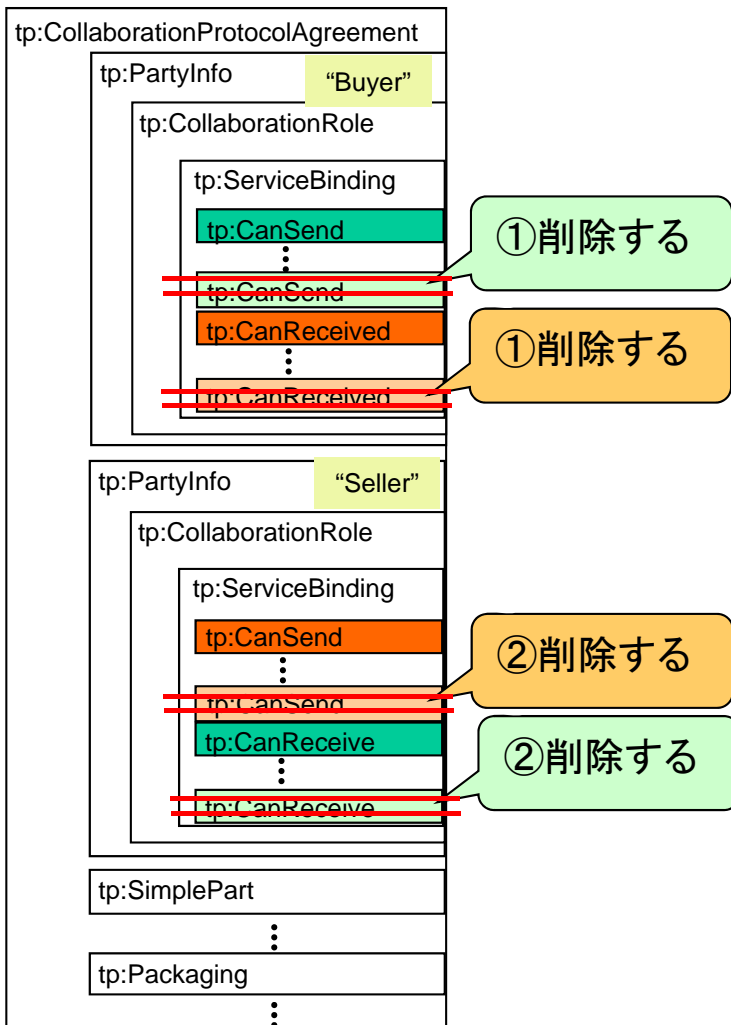 tp:CollaborationProtocolAgreement
tp:PartyInfo
“Buyer”
tp:CollaborationRole
tp:ServiceBinding
tp:CanSend
①削除する
tp:CanSend
tp:CanReceived
①削除する
tp:CanReceived
tp:PartyInfo
“Seller”
tp:CollaborationRole
tp:ServiceBinding
tp:CanSend
②削除する
tp:CanSend
tp:CanReceive
②削除する
tp:CanReceive
tp:SimplePart
tp:Packaging